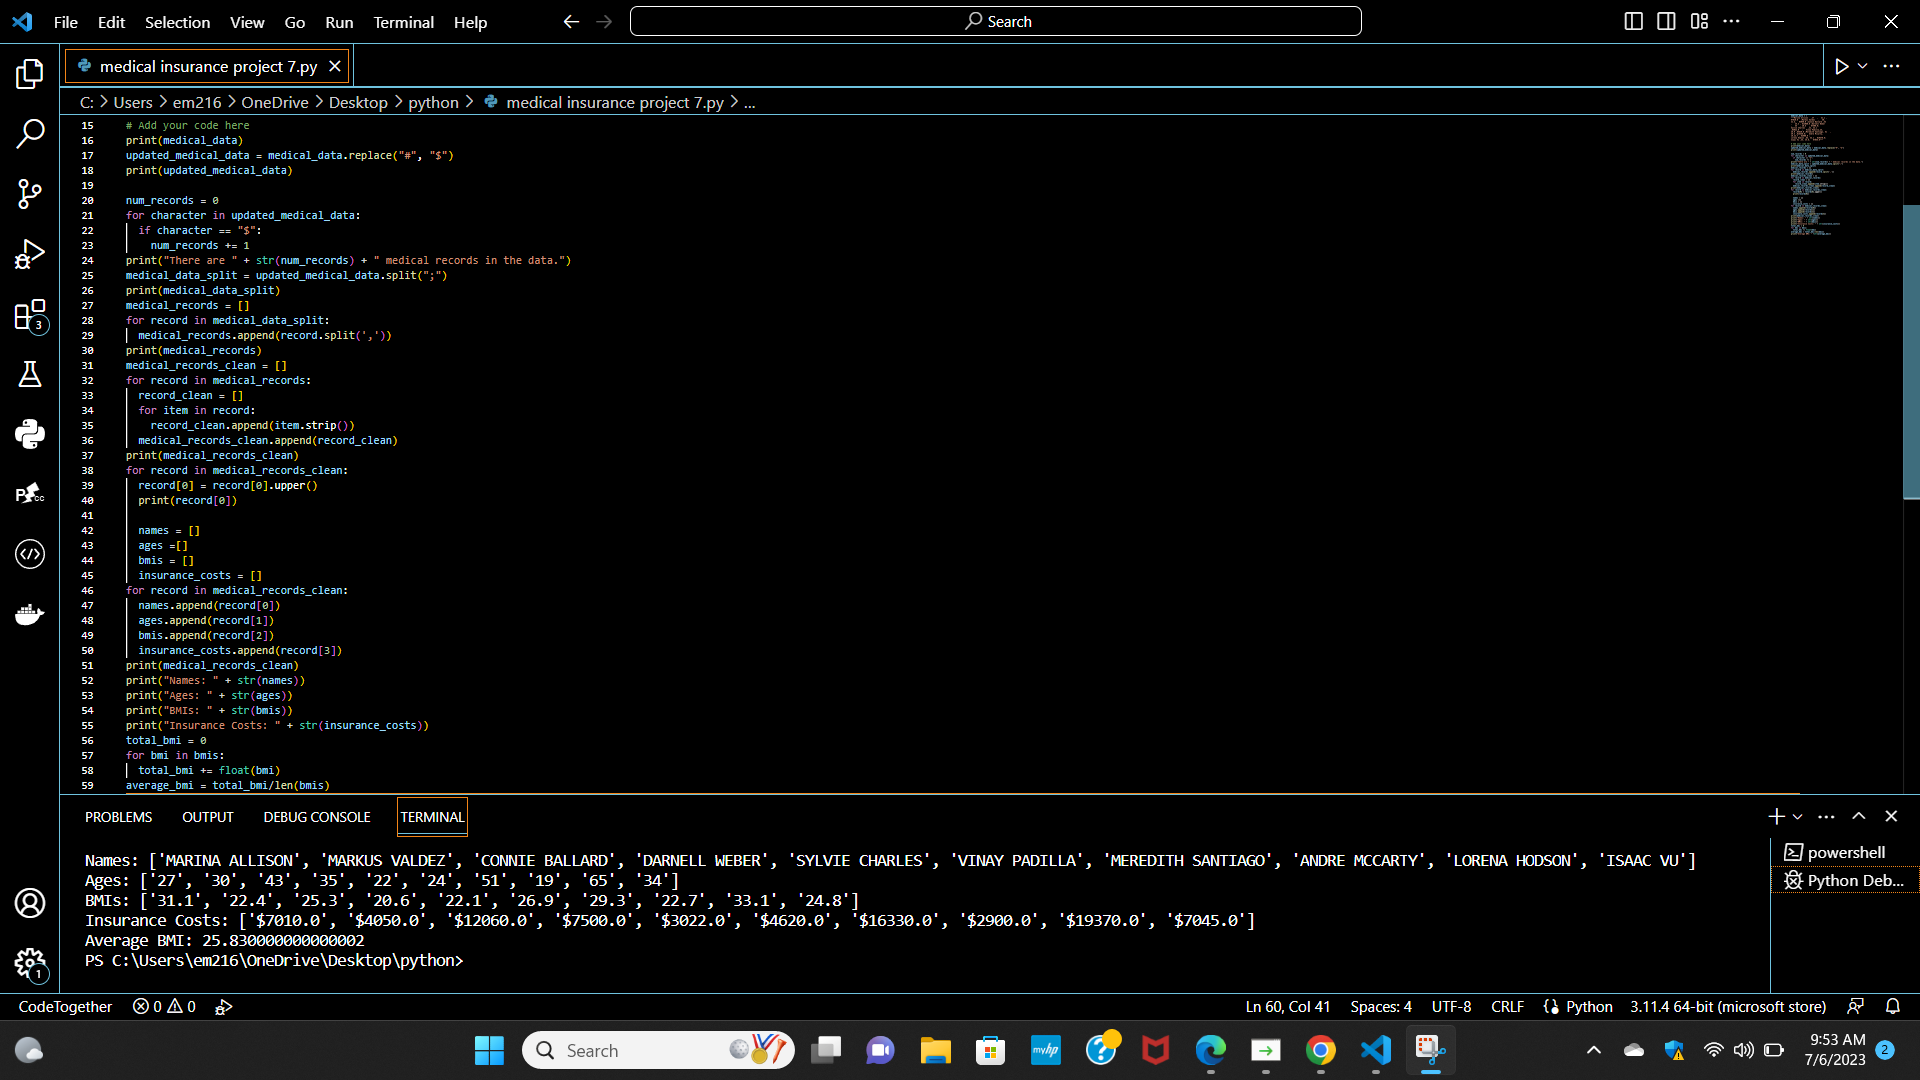 File Edit Selection View Go Run Terminal Help
Search
medical insurance project 7.py
C: > Users > em216 > OneDrive > Desktop > python > medical insurance project 7.py > ...
15 # Add your code here
16 print(medical_data)
17 updated_medical_data = medical_data.replace("#", "$")
18 print(updated_medical_data)
19
20 num_records = 0
21 for character in updated_medical_data:
22 if character == "$":
23 num_records += 1
24 print("There are " + str(num_records) + " medical records in the data.")
25 medical_data_split = updated_medical_data.split(";")
26 print(medical_data_split)
27 medical_records = []
28 for record in medical_data_split:
29 medical_records.append(record.split(','))
30 print(medical_records)
31 medical_records_clean = []
32 for record in medical_records:
33 record_clean = []
34 for item in record:
35 record_clean.append(item.strip())
36 medical_records_clean.append(record_clean)
37 print(medical_records_clean)
38 for record in medical_records_clean:
39 record[0] = record[0].upper()
40 print(record[0])
41
42 names = []
43 ages =[]
44 bmis = []
45 insurance_costs = []
46 for record in medical_records_clean:
47 names.append(record[0])
48 ages.append(record[1])
49 bmis.append(record[2])
50 insurance_costs.append(record[3])
51 print(medical_records_clean)
52 print("Names: " + str(names))
53 print("Ages: " + str(ages))
54 print("BMIs: " + str(bmis))
55 print("Insurance Costs: " + str(insurance_costs))
56 total_bmi = 0
57 for bmi in bmis:
58 total_bmi += float(bmi)
59 average_bmi = total_bmi/len(bmis)
PROBLEMS OUTPUT DEBUG CONSOLE TERMINAL
Names: ['MARINA ALLISON', 'MARKUS VALDEZ', 'CONNIE BALLARD', 'DARNELL WEBER', 'SYLVIE CHARLES', 'VINAY PADILLA', 'MEREDITH SANTIAGO', 'ANDRE MCCARTY', 'LORENA HODSON', 'ISAAC VU']
Ages: ['27', '30', '43', '35', '22', '24', '51', '19', '65', '34']
BMIs: ['31.1', '22.4', '25.3', '20.6', '22.1', '26.9', '29.3', '22.7', '33.1', '24.8']
Insurance Costs: ['$7010.0', '$4050.0', '$12060.0', '$7500.0', '$3022.0', '$4620.0', '$16330.0', '$2900.0', '$19370.0', '$7045.0']
Average BMI: 25.830000000000002
PS C:\Users\em216\OneDrive\Desktop\python>
powershell
Python Deb...
3
1
CodeTogether 0 0 Ln 60, Col 41 Spaces: 4 UTF-8 CRLF Python 3.11.4 64-bit (microsoft store)
Search
myhp
9:53 AM
7/6/2023
2